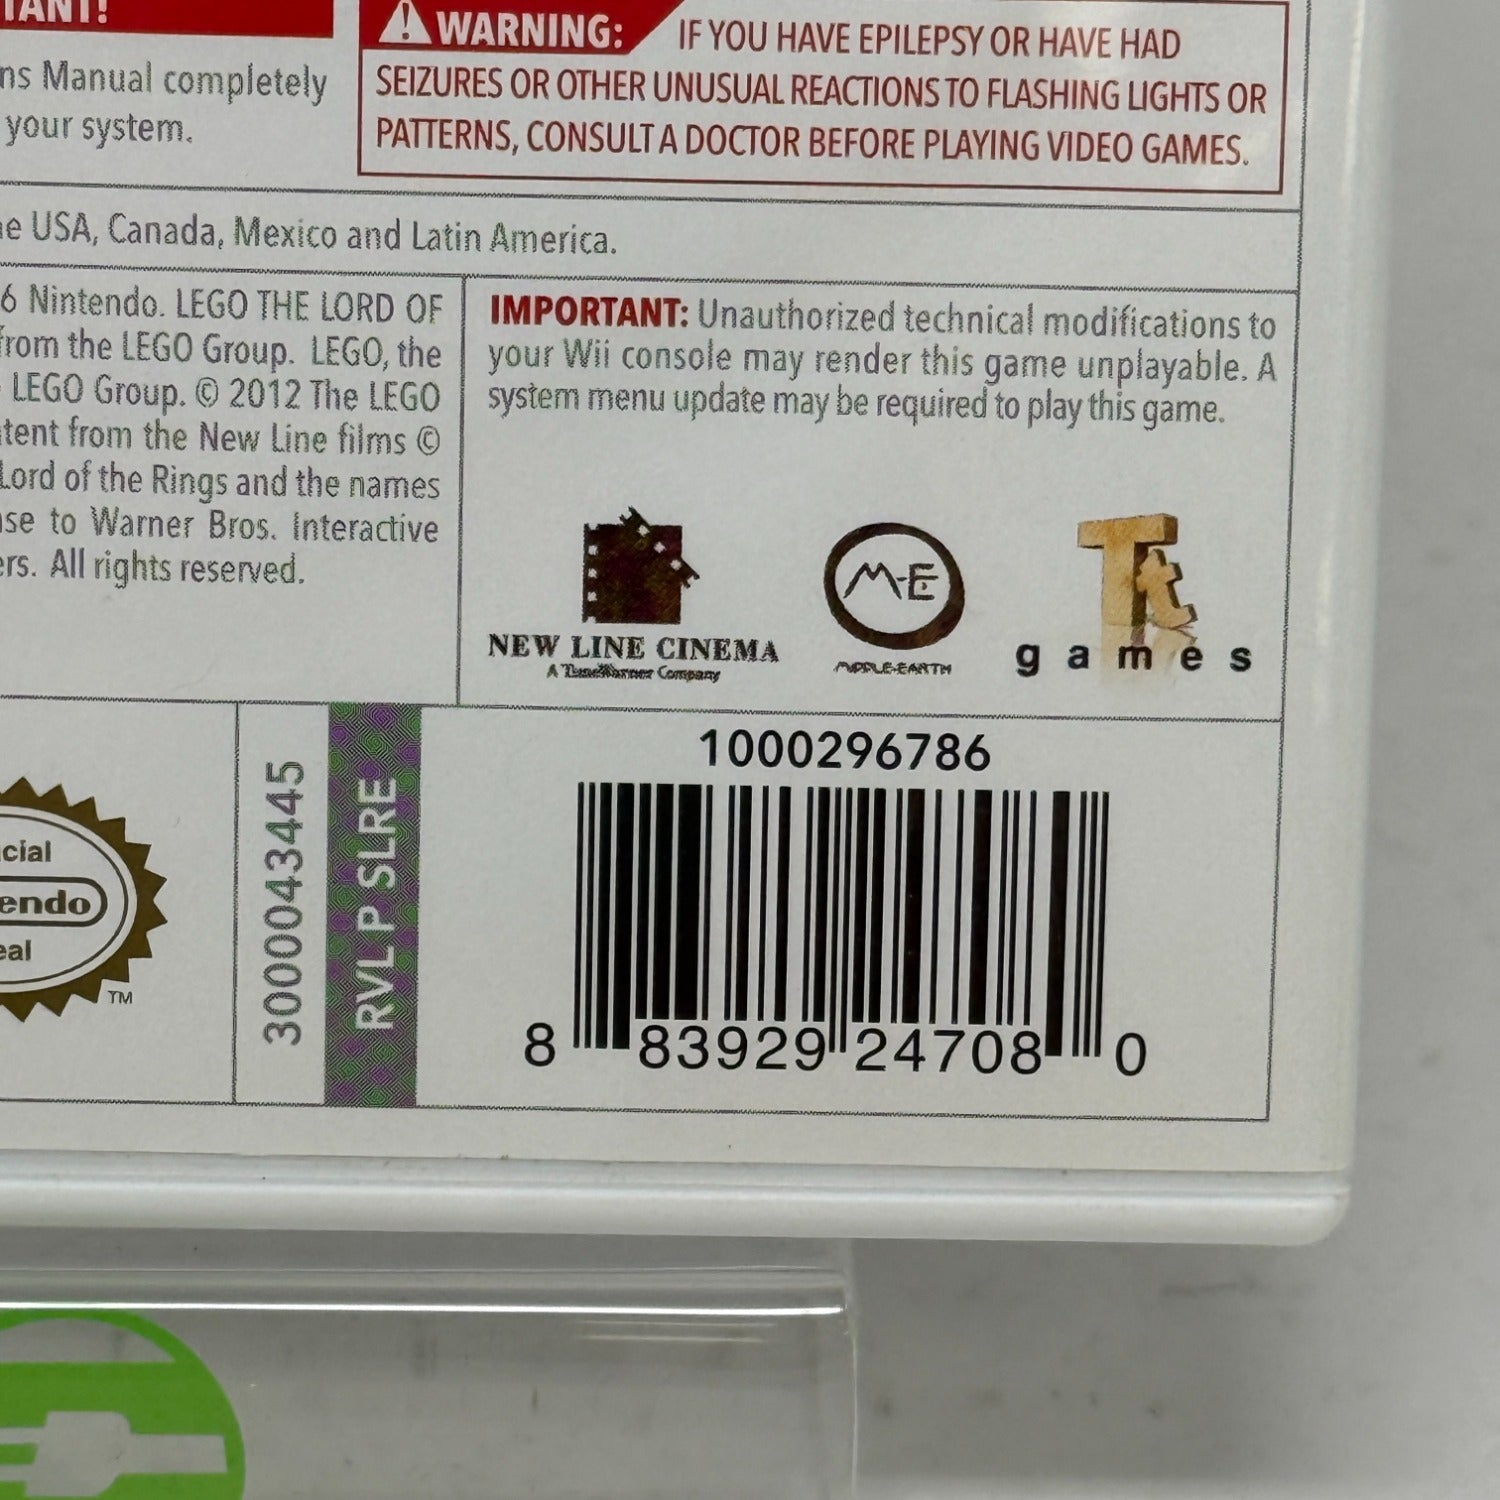 TANT!
ns Manual completely
your system.
WARNING: IF YOU HAVE EPILEPSY OR HAVE HAD
SEIZURES OR OTHER UNUSUAL REACTIONS TO FLASHING LIGHTS OR
PATTERNS, CONSULT A DOCTOR BEFORE PLAYING VIDEO GAMES.
e USA, Canada, Mexico and Latin America.
6 Nintendo. LEGO THE LORD OF
from the LEGO Group. LEGO, the
LEGO Group. © 2012 The LEGO
tent from the New Line films ©
Lord of the Rings and the names
se to Warner Bros. Interactive
ers. All rights reserved.
IMPORTANT: Unauthorized technical modifications to
your Wii console may render this game unplayable. A
system menu update may be required to play this game.
NEW LINE CINEMA
A TimeWarner Company
M-E
MIDDLE-EARTH
Tt
games
cial
endo
eal
TM
3000043445
RVL P SLRE
1000296786
8 83929 24708 0